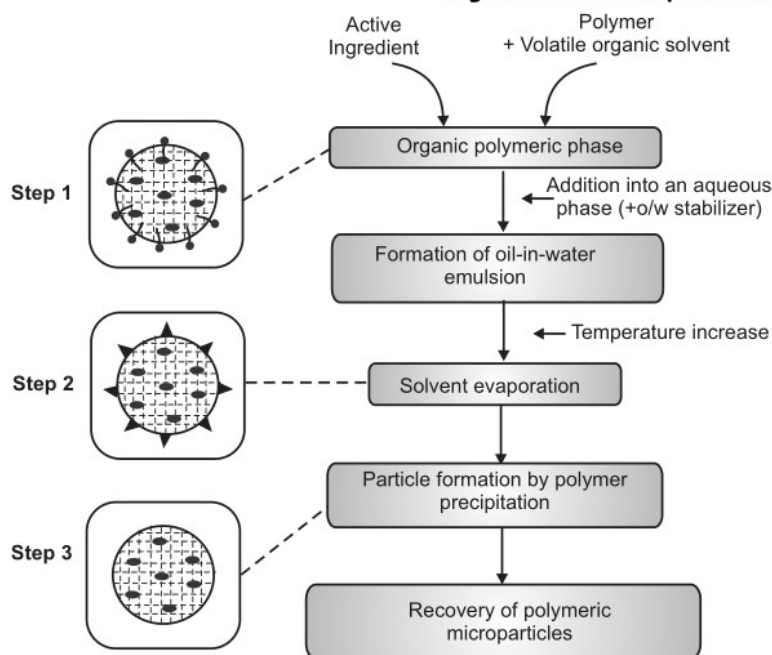 Active
Ingredient
Polymer
+ Volatile organic solvent
Organic polymeric phase
Step 1
Addition into an aqueous
phase (+o/w stabilizer)
Formation of oil-in-water
emulsion
Temperature increase
Step 2
Solvent evaporation
Particle formation by polymer
precipitation
Step 3
Recovery of polymeric
microparticles